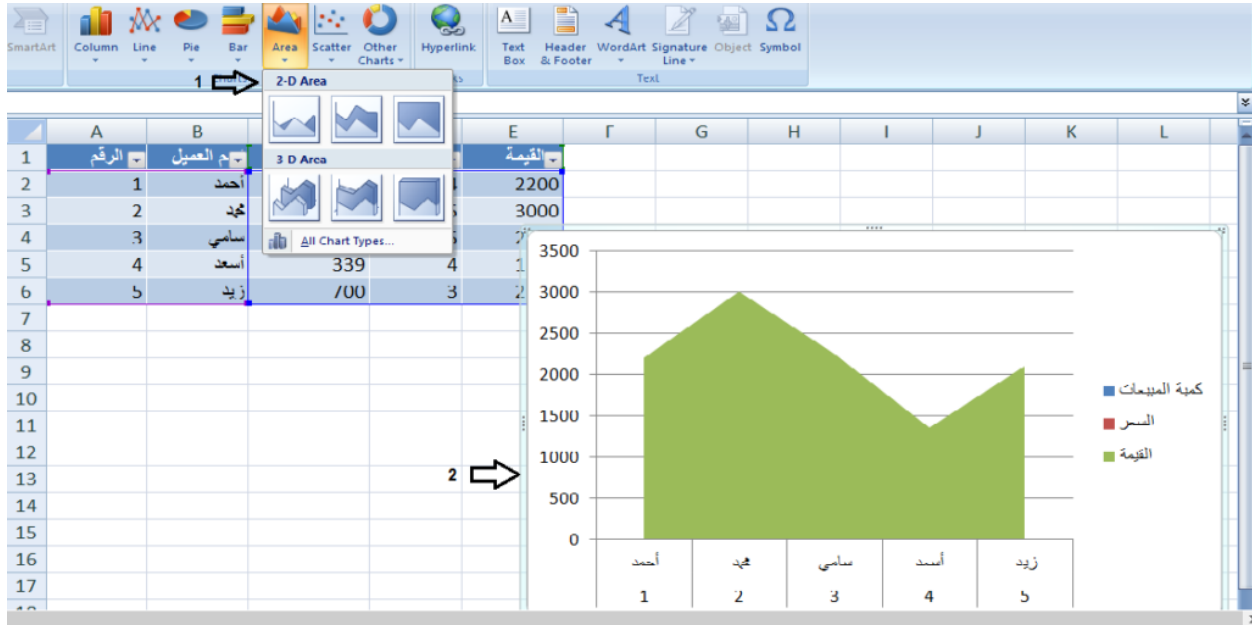 SmartArt Column Line Pie Bar Area Scatter Other Charts Hyperlink Text Box Header & Footer WordArt Signature Line Object Symbol
1 2-D Area Text
A B E F G H I J K L
1 الرقم العميل 3 D Area القيمة
2 1 أحمد 2200
3 2 محمد 3000
4 3 سامي All Chart Types...
5 4 أسعد 339 4
6 5 زيد 700 3
7
8
9
10
11
12
13 2
14
15
16
17
3500
3000
2500
2000
1500
1000
500
0
أحمد محمد سامي أسعد زيد
1 2 3 4 5
كمية المبيعات
السعر
القيمة